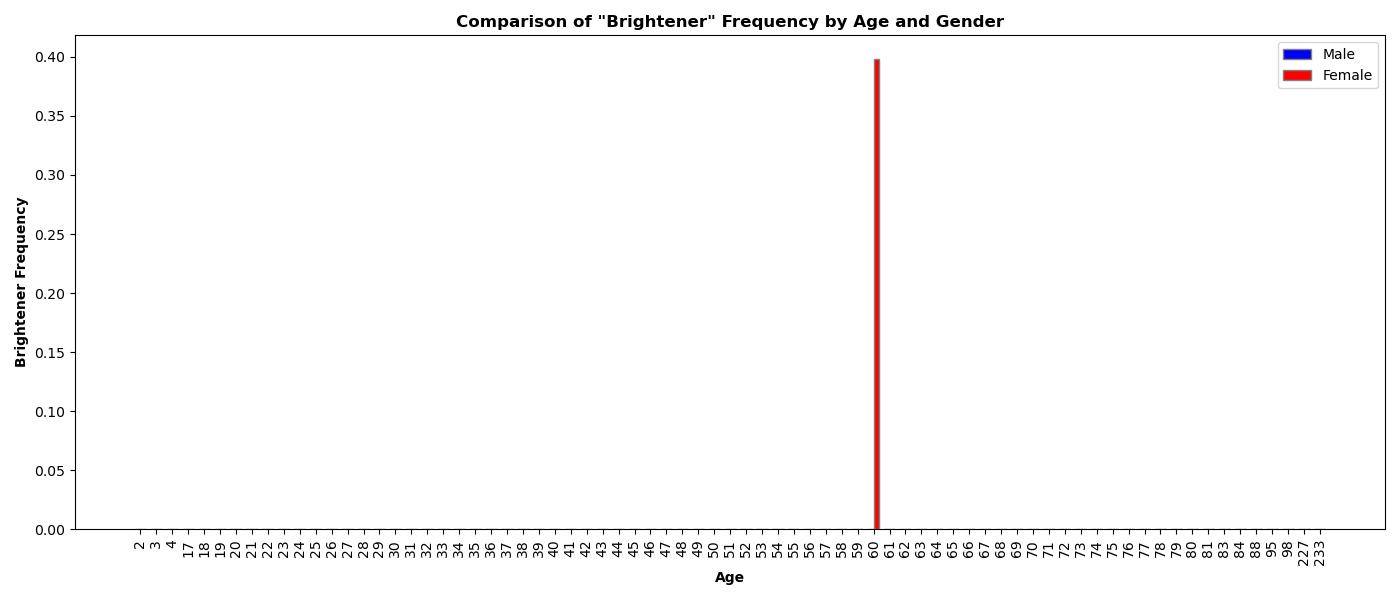 Comparison of "Brightener" Frequency by Age and Gender
Male
Female
Brightener Frequency
0.40
0.35
0.30
0.25
0.20
0.15
0.10
0.05
0.00
2 3 4 17 18 19 20 21 22 23 24 25 26 27 28 29 30 31 32 33 34 35 36 37 38 39 40 41 42 43 44 45 46 47 48 49 50 51 52 53 54 55 56 57 58 59 60 61 62 63 64 65 66 67 68 69 70 71 72 73 74 75 76 77 78 79 80 81 83 84 88 95 98 227 233
Age